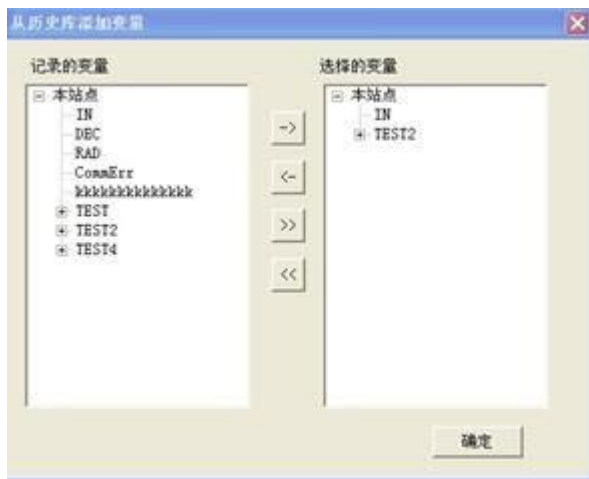 从历史库添加变量
记录的变量
选择的变量
本站点
IN
DEC
RAD
CommErr
kkkkkkkkkkkkkk
TEST
TEST2
TEST4
->
<-
>>
<<
本站点
IN
TEST2
确定